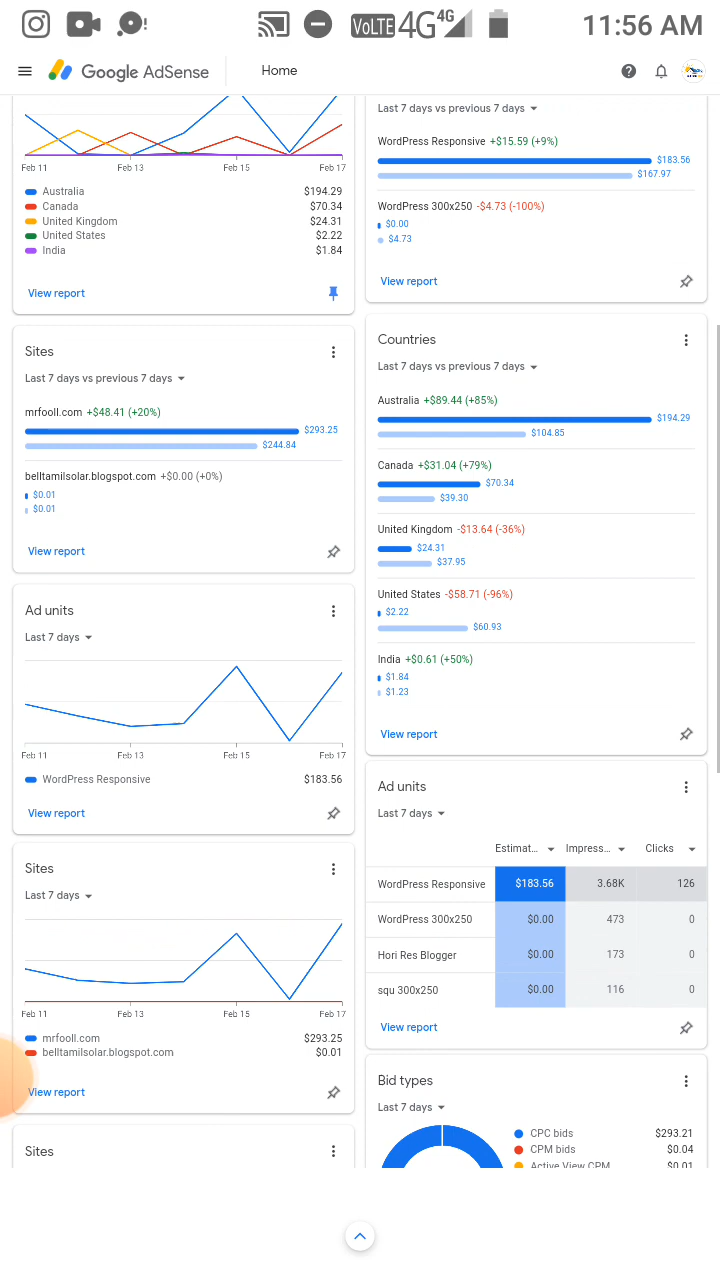 VoLTE 4G 4G 11:56 AM
Google AdSense Home
Feb 11 Feb 13 Feb 15 Feb 17
Australia $194.29
Canada $70.34
United Kingdom $24.31
United States $2.22
India $1.84
View report
Sites
Last 7 days vs previous 7 days
mrfooll.com +$48.41 (+20%)
$293.25
$244.84
belltamilsolar.blogspot.com +$0.00 (+0%)
$0.01
$0.01
View report
Ad units
Last 7 days
Feb 11 Feb 13 Feb 15 Feb 17
WordPress Responsive $183.56
View report
Sites
Last 7 days
Feb 11 Feb 13 Feb 15 Feb 17
mrfooll.com $293.25
belltamilsolar.blogspot.com $0.01
View report
Sites
Last 7 days vs previous 7 days
WordPress Responsive +$15.59 (+9%)
$183.56
$167.97
WordPress 300x250 -$4.73 (-100%)
$0.00
$4.73
View report
Countries
Last 7 days vs previous 7 days
Australia +$89.44 (+85%)
$194.29
$104.85
Canada +$31.04 (+79%)
$70.34
$39.30
United Kingdom -$13.64 (-36%)
$24.31
$37.95
United States -$58.71 (-96%)
$2.22
$60.93
India +$0.61 (+50%)
$1.84
$1.23
View report
Ad units
Last 7 days
Estimat... Impress... Clicks
WordPress Responsive $183.56 3.68K 126
WordPress 300x250 $0.00 473 0
Hori Res Blogger $0.00 173 0
squ 300x250 $0.00 116 0
View report
Bid types
Last 7 days
CPC bids $293.21
CPM bids $0.04
Active View CPM $0.01